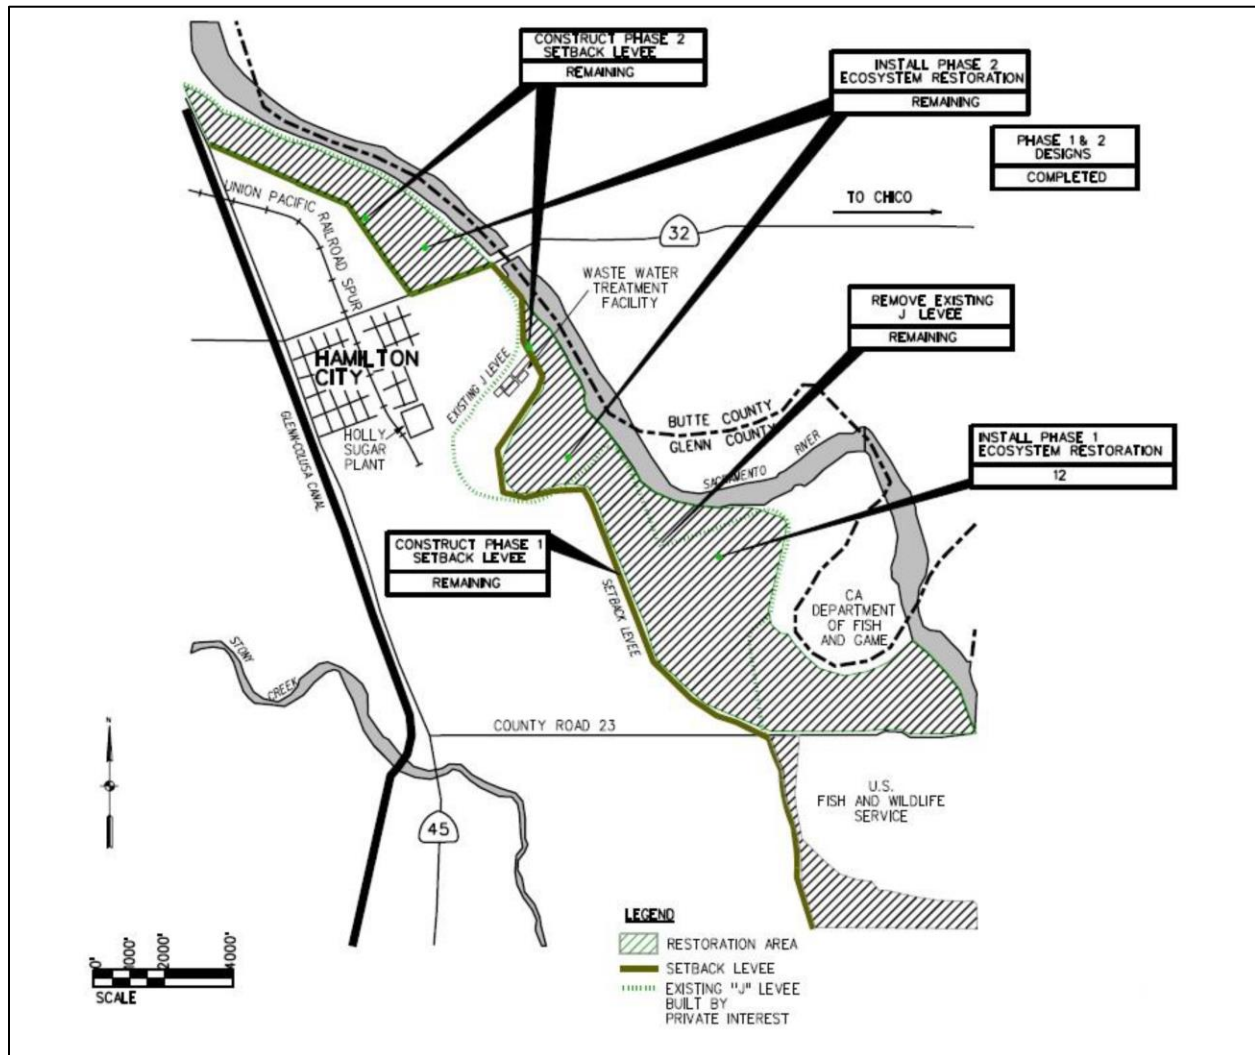 CONSTRUCT PHASE 2
SETBACK LEVEE
REMAINING
INSTALL PHASE 2
ECOSYSTEM RESTORATION
REMAINING
PHASE 1 & 2
DESIGNS
COMPLETED
TO CHICO
32
UNION PACIFIC RAILROAD SPUR
WASTE WATER
TREATMENT
FACILITY
REMOVE EXISTING
J LEVEE
REMAINING
HAMILTON
CITY
EXISTING J LEVEE
HOLLY
SUGAR
PLANT
GLENN-COLUSA CANAL
BUTTE COUNTY
GLENN COUNTY
SACRAMENTO RIVER
INSTALL PHASE 1
ECOSYSTEM RESTORATION
12
CONSTRUCT PHASE 1
SETBACK LEVEE
REMAINING
SETBACK LEVEE
CA
DEPARTMENT
OF FISH
AND GAME
STONY CREEK
COUNTY ROAD 23
N
U.S.
FISH AND WILDLIFE
SERVICE
45
LEGEND
RESTORATION AREA
SETBACK LEVEE
EXISTING "J" LEVEE
BUILT BY
PRIVATE INTEREST
0' 1000' 2000' 4000'
SCALE